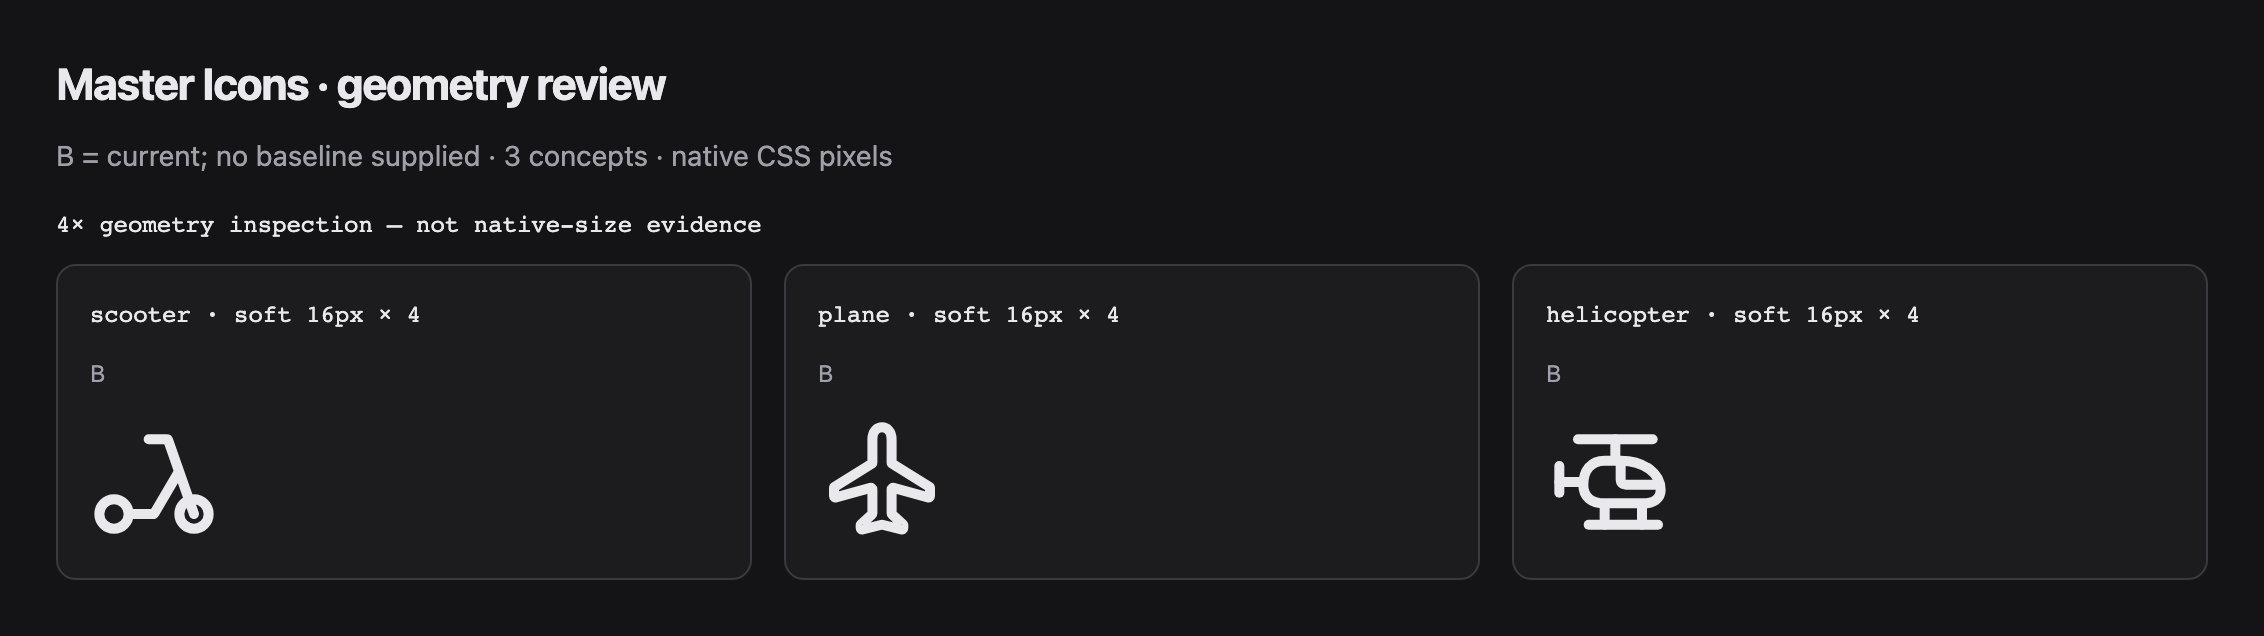 Master Icons · geometry review
B = current; no baseline supplied · 3 concepts · native CSS pixels
4× geometry inspection — not native-size evidence
scooter · soft 16px × 4
B
plane · soft 16px × 4
B
helicopter · soft 16px × 4
B